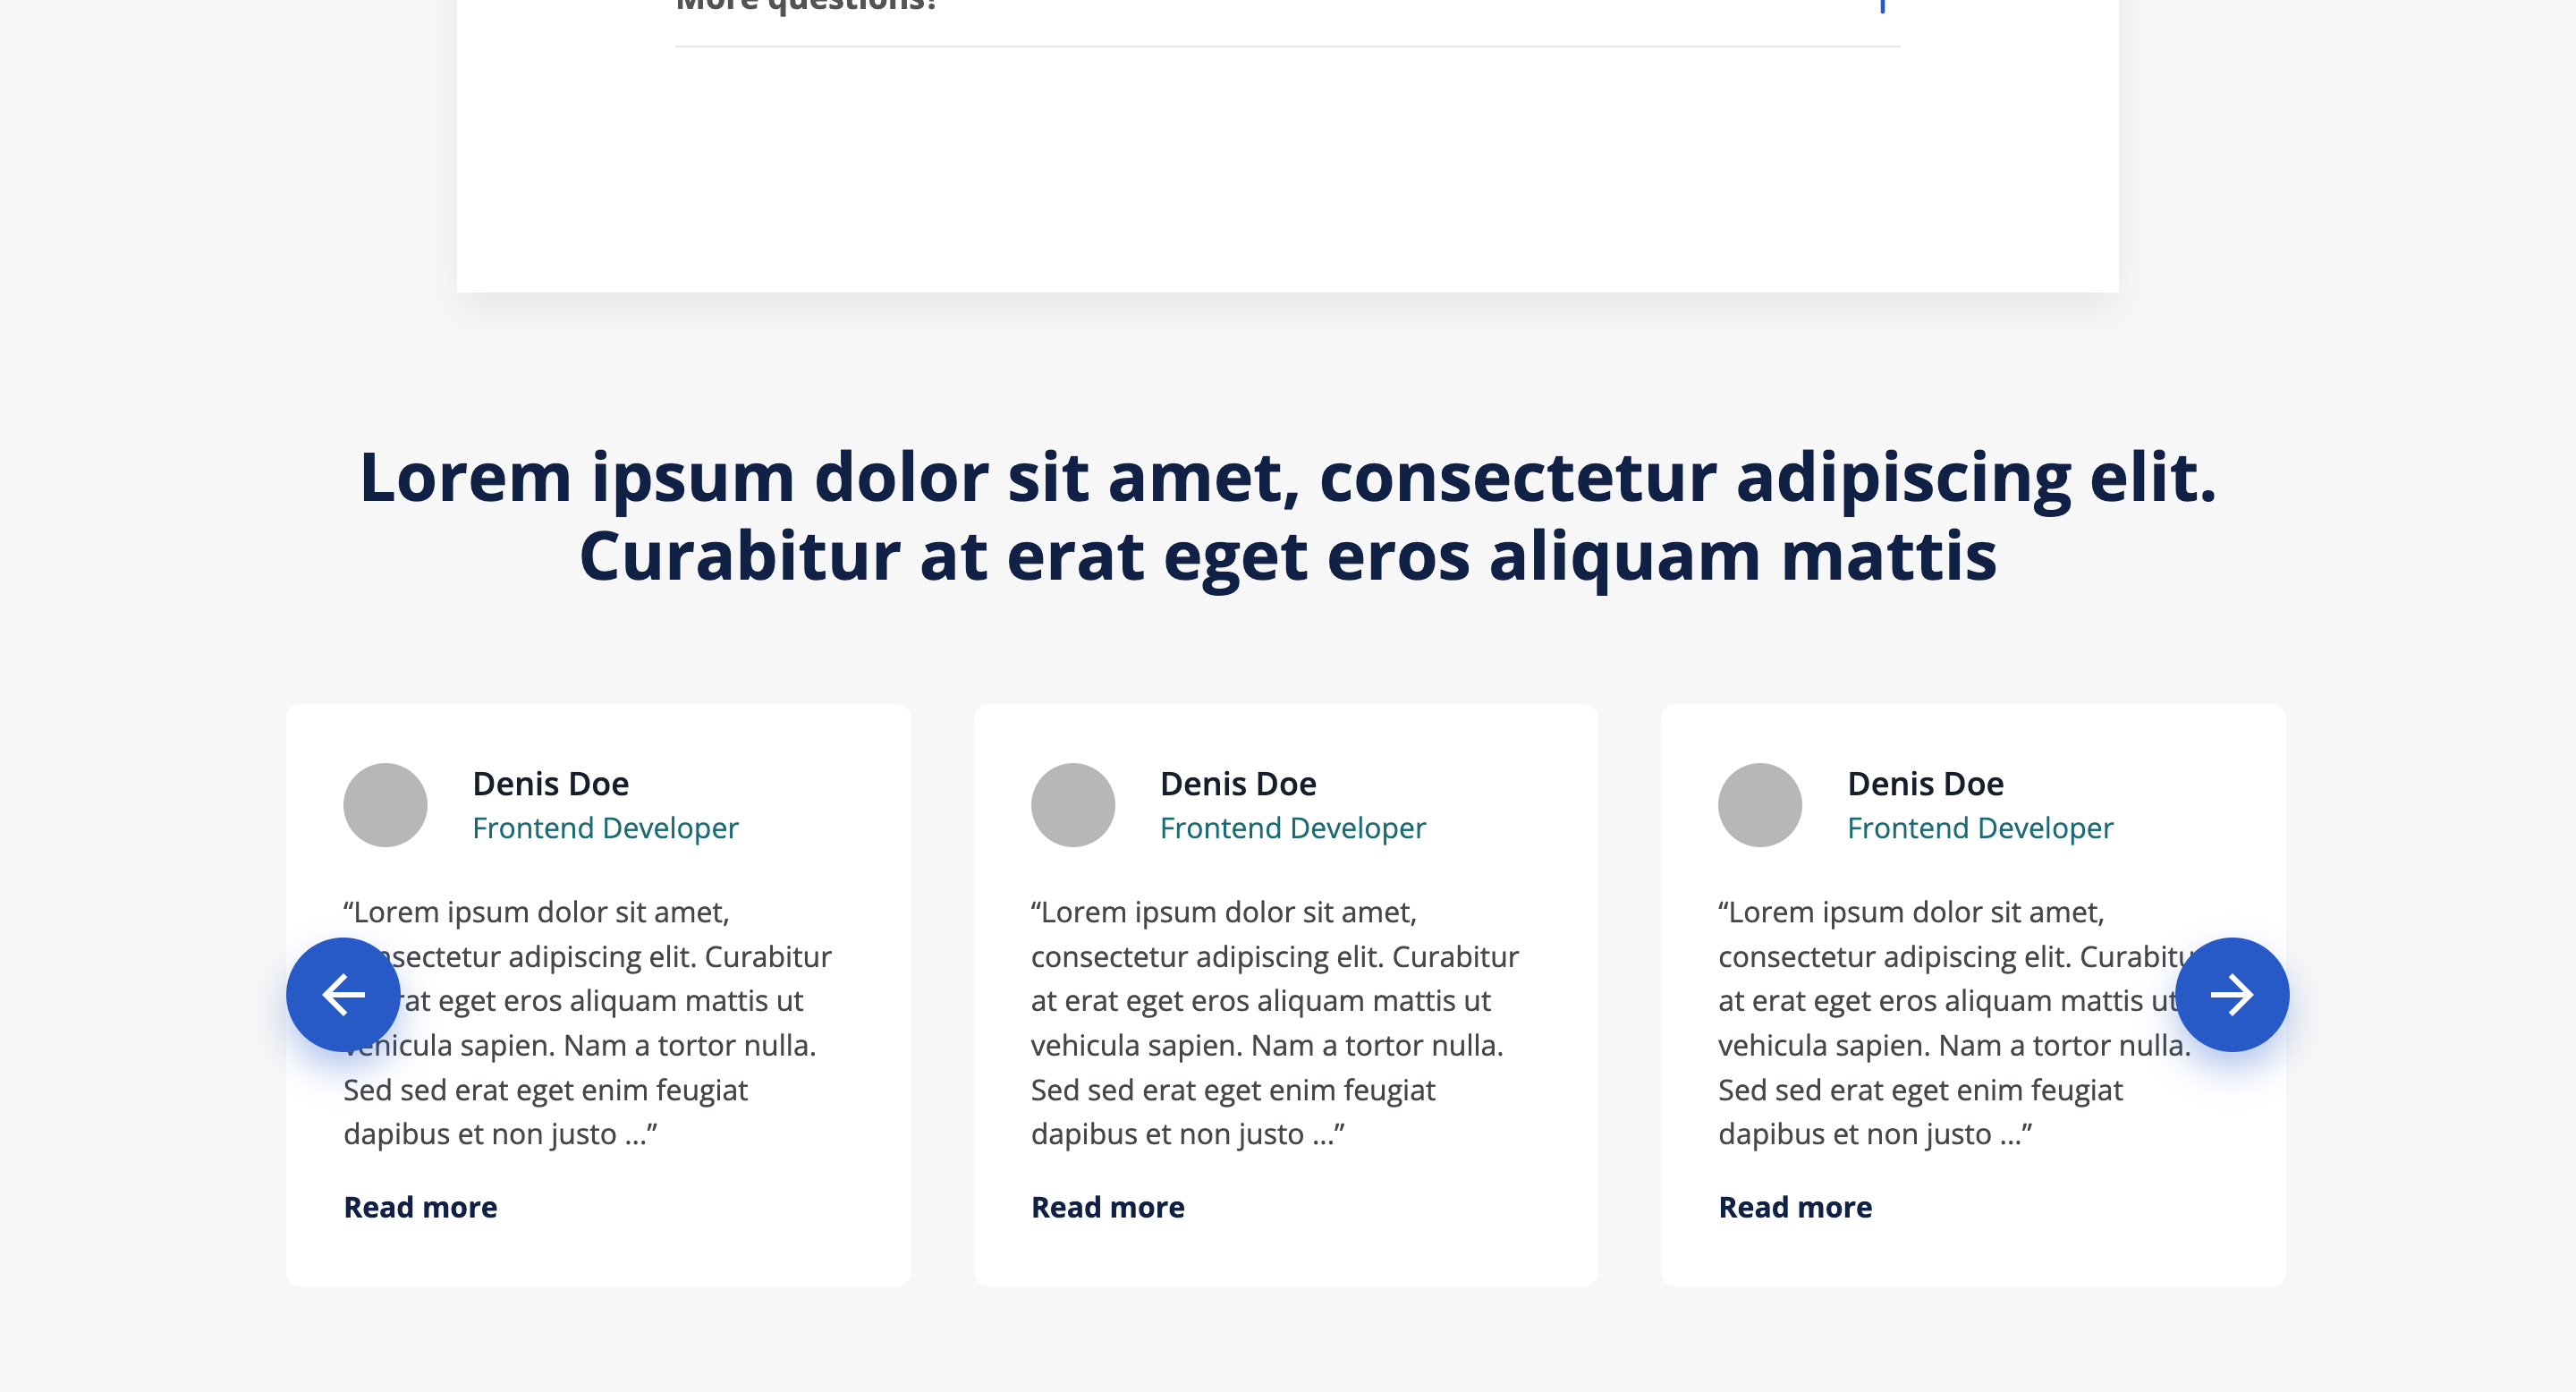 More questions?
Lorem ipsum dolor sit amet, consectetur adipiscing elit.
Curabitur at erat eget eros aliquam mattis
Denis Doe
Frontend Developer
“Lorem ipsum dolor sit amet,
nsectetur adipiscing elit. Curabitur
rat eget eros aliquam mattis ut
vehicula sapien. Nam a tortor nulla.
Sed sed erat eget enim feugiat
dapibus et non justo ...”
Read more
Denis Doe
Frontend Developer
“Lorem ipsum dolor sit amet,
consectetur adipiscing elit. Curabitur
at erat eget eros aliquam mattis ut
vehicula sapien. Nam a tortor nulla.
Sed sed erat eget enim feugiat
dapibus et non justo ...”
Read more
Denis Doe
Frontend Developer
“Lorem ipsum dolor sit amet,
consectetur adipiscing elit. Curabitu
at erat eget eros aliquam mattis ut
vehicula sapien. Nam a tortor nulla.
Sed sed erat eget enim feugiat
dapibus et non justo ...”
Read more